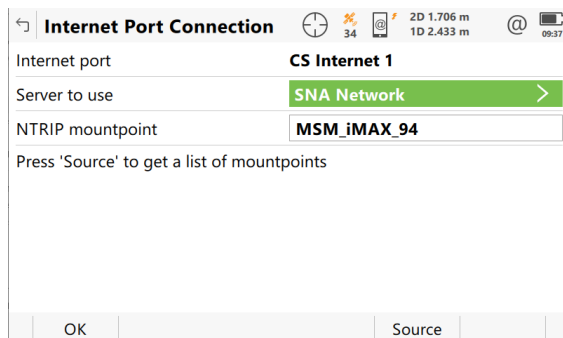 Internet Port Connection
34
@
2D 1.706 m
1D 2.433 m
@
09:37
Internet port CS Internet 1
Server to use SNA Network
NTRIP mountpoint MSM_iMAX_94
Press 'Source' to get a list of mountpoints
OK Source